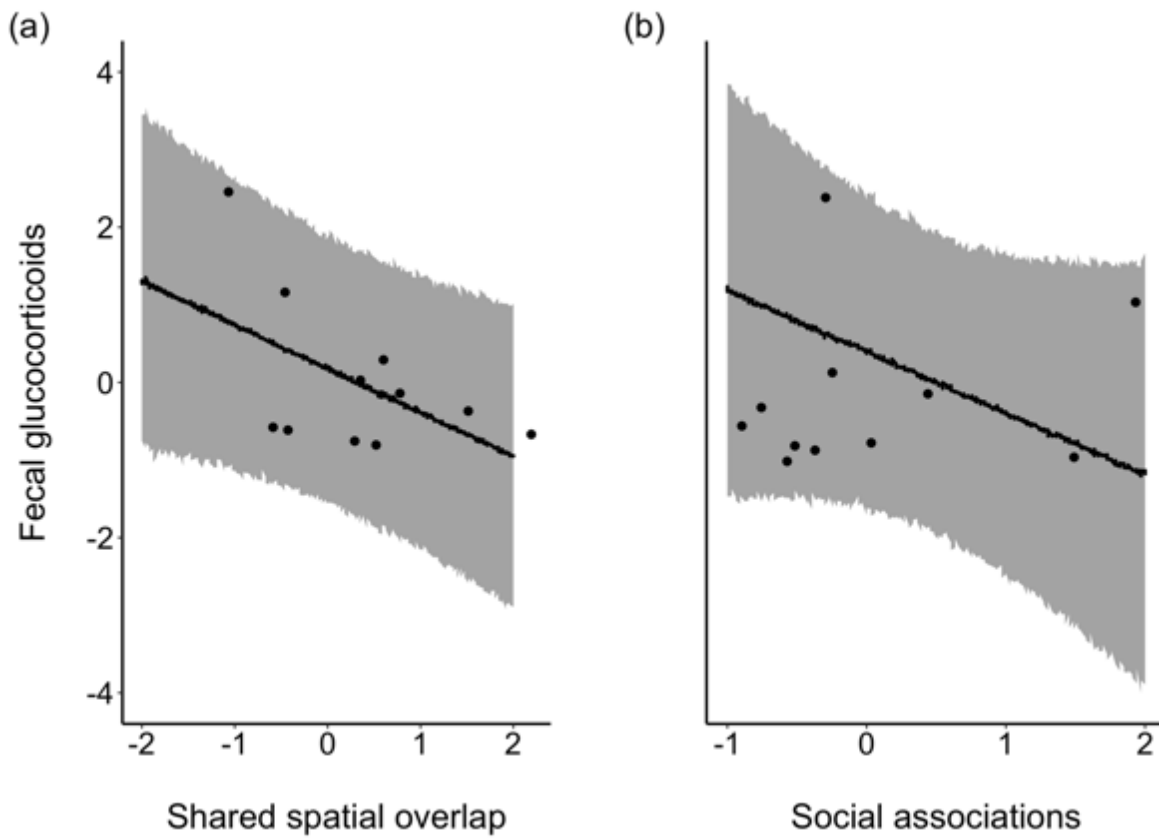 (a)
(b)
Fecal glucocorticoids
4
2
0
-2
-4
-2 -1 0 1 2
-1 0 1 2
Shared spatial overlap
Social associations